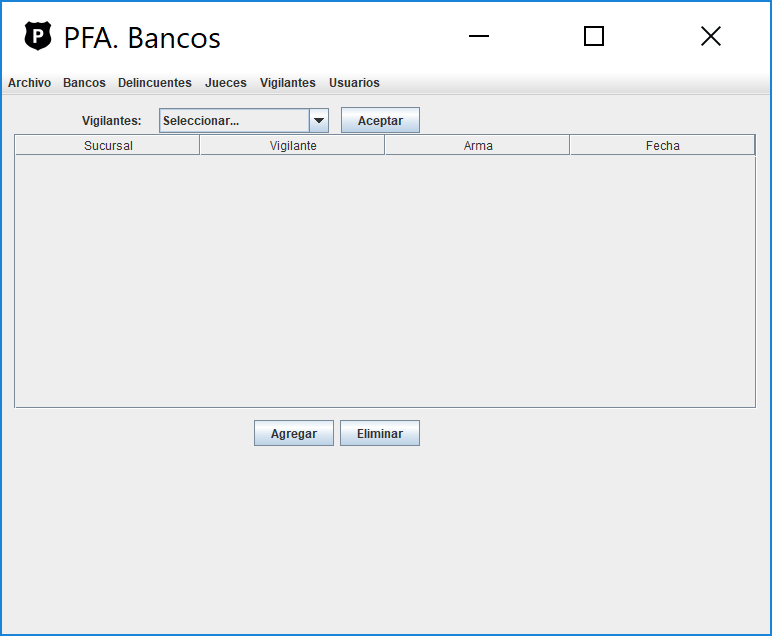 P PFA. Bancos
Archivo Bancos Delincuentes Jueces Vigilantes Usuarios
Vigilantes: Seleccionar... Aceptar
Sucursal Vigilante Arma Fecha
Agregar Eliminar